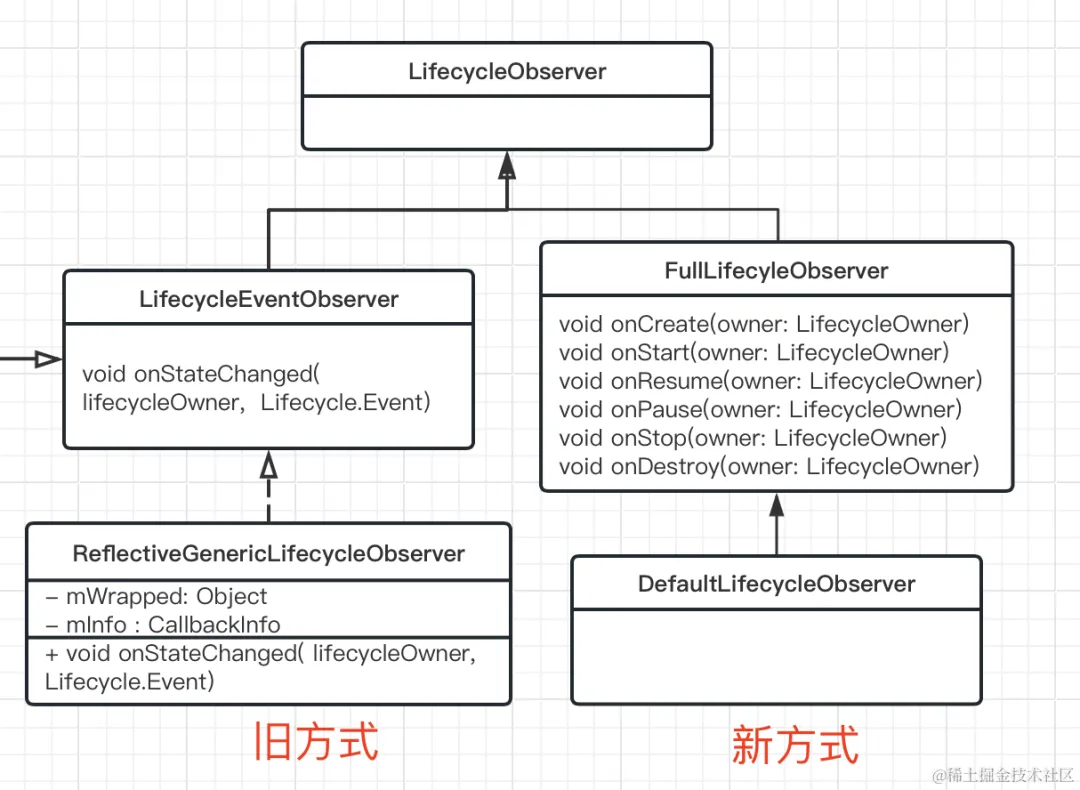 LifecycleObserver
LifecycleEventObserver
void onStateChanged(
lifecycleOwner, Lifecycle.Event)
FullLifecyleObserver
void onCreate(owner: LifecycleOwner)
void onStart(owner: LifecycleOwner)
void onResume(owner: LifecycleOwner)
void onPause(owner: LifecycleOwner)
void onStop(owner: LifecycleOwner)
void onDestroy(owner: LifecycleOwner)
ReflectiveGenericLifecycleObserver
– mWrapped: Object
– mInfo : CallbackInfo
+ void onStateChanged( lifecycleOwner,
Lifecycle.Event)
DefaultLifecycleObserver
旧方式
新方式
@稀土掘金技术社区